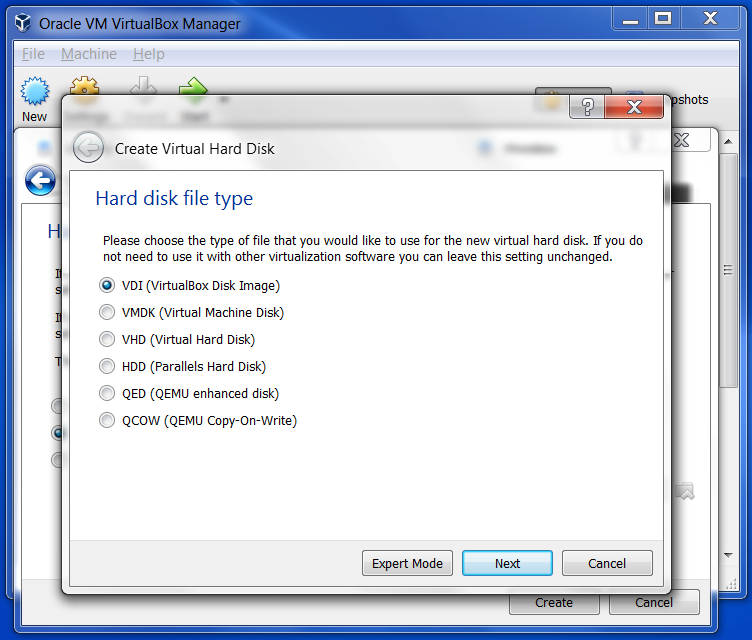 Oracle VM VirtualBox Manager
File Machine Help
New
Start
Create Virtual Hard Disk
Hard disk file type
Please choose the type of file that you would like to use for the new virtual hard disk. If you do
not need to use it with other virtualization software you can leave this setting unchanged.
VDI (VirtualBox Disk Image)
VMDK (Virtual Machine Disk)
VHD (Virtual Hard Disk)
HDD (Parallels Hard Disk)
QED (QEMU enhanced disk)
QCOW (QEMU Copy-On-Write)
Expert Mode Next Cancel
Create Cancel